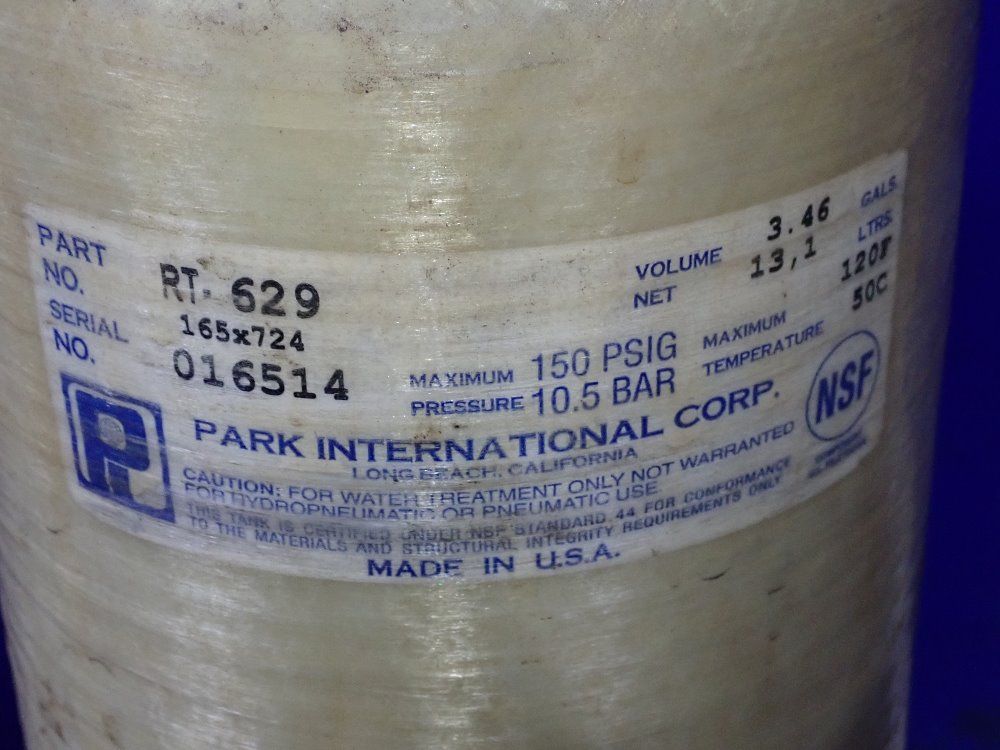 PART NO. RT- 629
165x724
SERIAL NO. 016514
VOLUME 3.46 GALS.
NET 13,1 LTRS.
MAXIMUM PRESSURE 150 PSIG
10.5 BAR
MAXIMUM TEMPERATURE 120F
50C
PARK INTERNATIONAL CORP.
LONG BEACH, CALIFORNIA
NSF
CAUTION: FOR WATER TREATMENT ONLY NOT WARRANTED
FOR HYDROPNEUMATIC OR PNEUMATIC USE.
THIS TANK IS CERTIFIED UNDER NSF STANDARD 44 FOR CONFORMANCE
TO THE MATERIALS AND STRUCTURAL INTEGRITY REQUIREMENTS ONLY
MADE IN U.S.A.